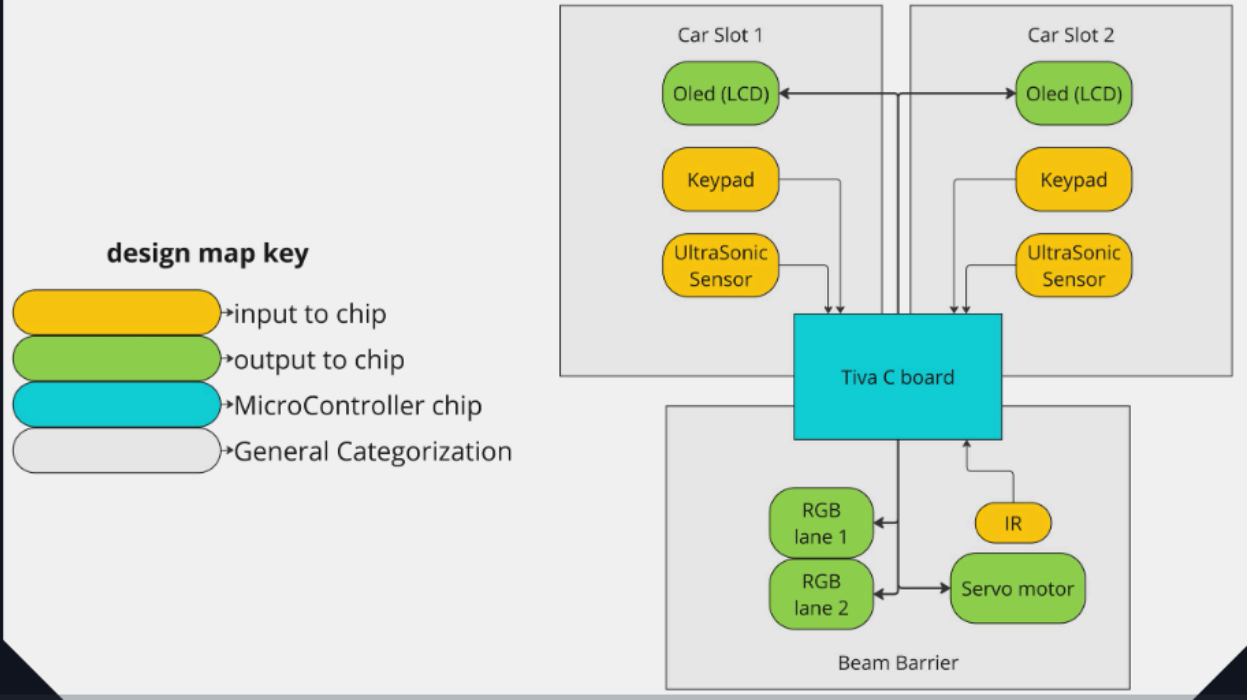 design map key
input to chip
output to chip
MicroController chip
General Categorization
Car Slot 1
Oled (LCD)
Keypad
UltraSonic
Sensor
Car Slot 2
Oled (LCD)
Keypad
UltraSonic
Sensor
Tiva C board
RGB
lane 1
RGB
lane 2
IR
Servo motor
Beam Barrier